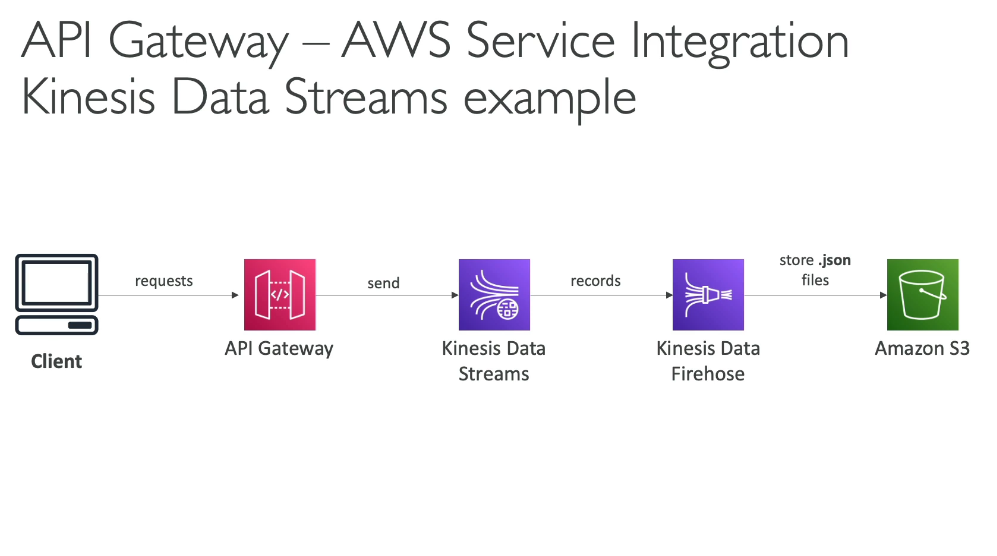 API Gateway – AWS Service Integration
Kinesis Data Streams example
requests
send
records
store .json
files
Client
API Gateway
Kinesis Data
Streams
Kinesis Data
Firehose
Amazon S3